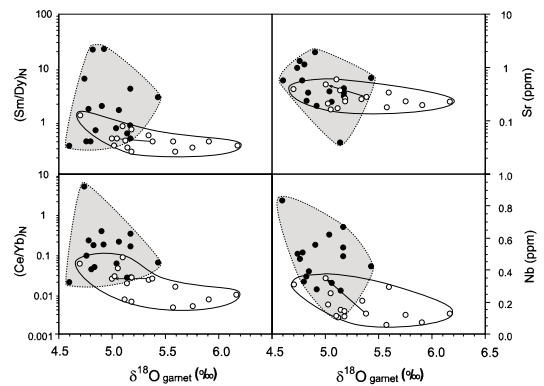 100
10
1
(Sm/Dy)N
10
1
0.1
0.01
0.001
(Ce/Yb)N
10
1
0.1
Sr (ppm)
1.0
0.8
0.6
0.4
0.2
0.0
Nb (ppm)
4.5 5.0 5.5 6.0 4.5 5.0 5.5 6.0 6.5
δ18O garnet (‰) δ18O garnet (‰)